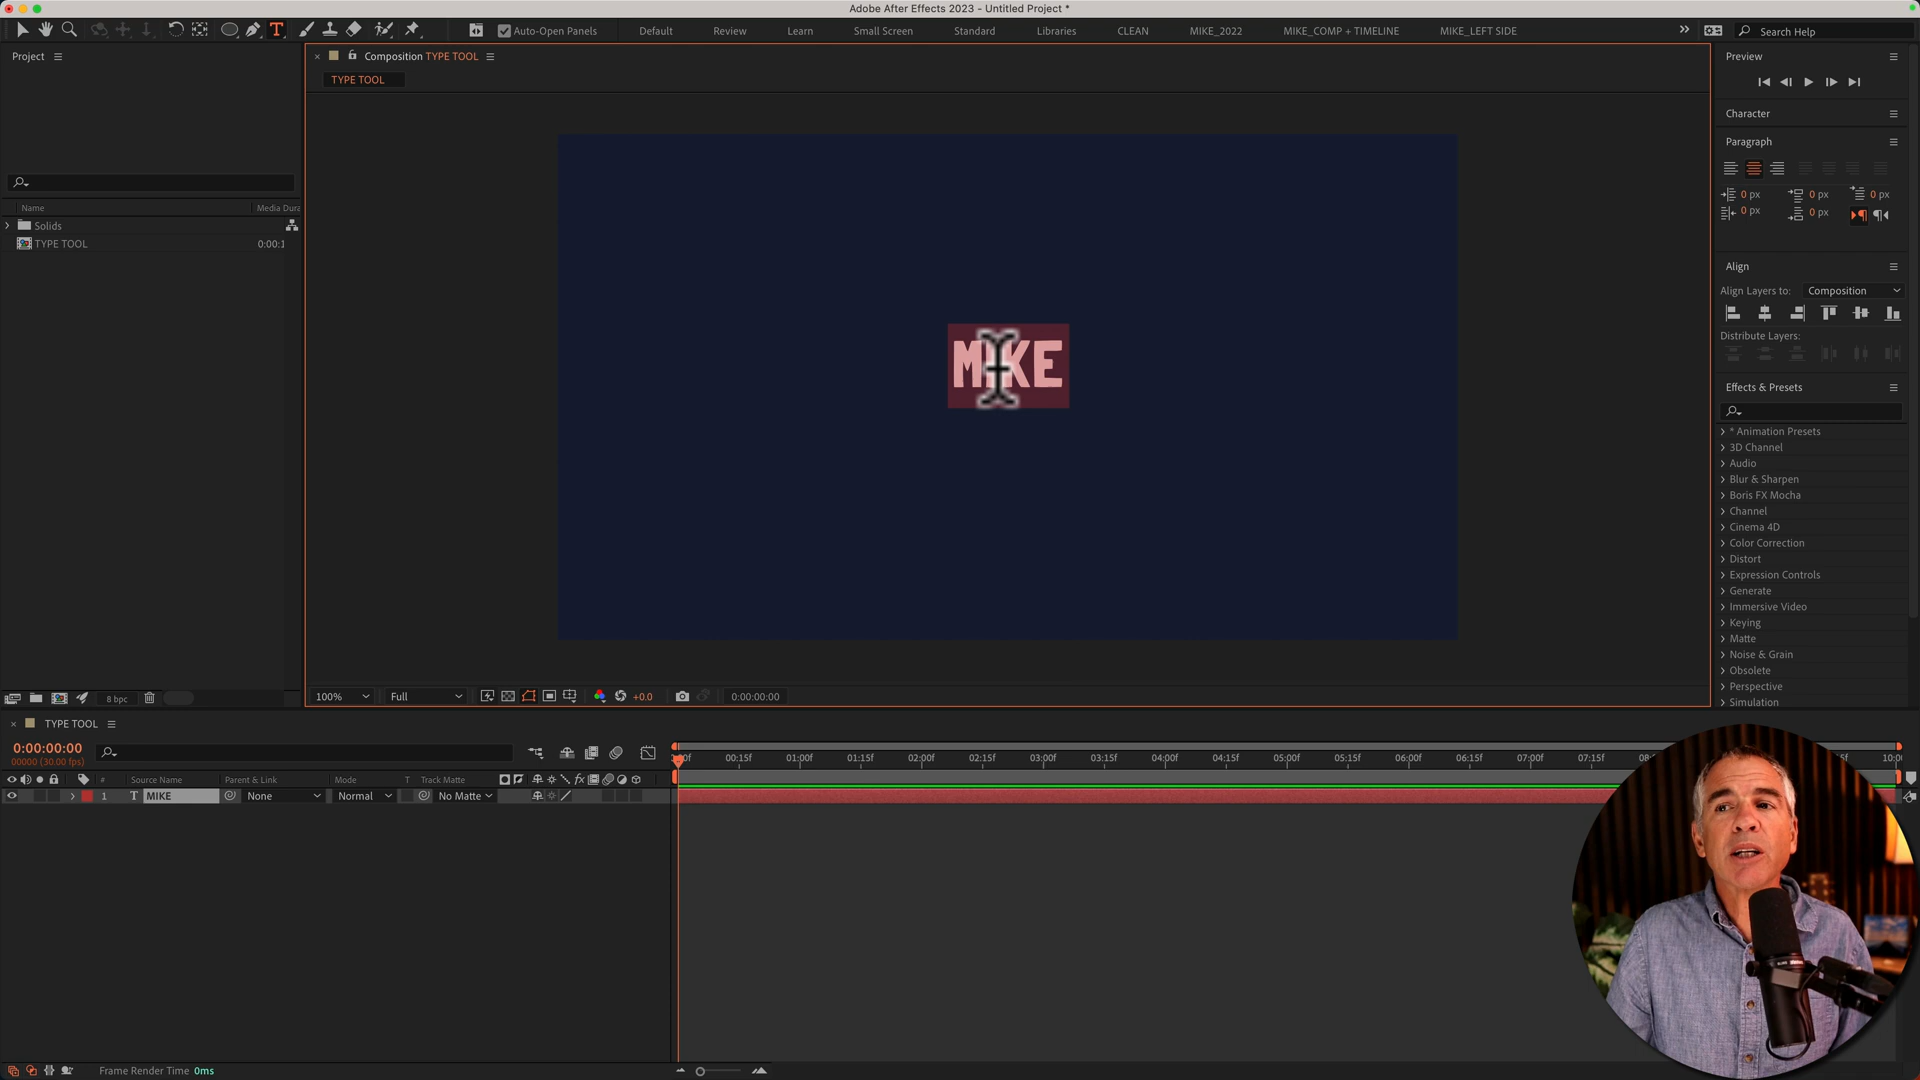 Adobe After Effects 2023 - Untitled Project *
Auto-Open Panels
Default
Review
Learn
Small Screen
Standard
Libraries
CLEAN
MIKE_2022
MIKE_COMP + TIMELINE
MIKE_LEFT SIDE
Search Help
Project
Name
Media Dura
Solids
TYPE TOOL
0:00:1
8 bpc
Composition TYPE TOOL
TYPE TOOL
MIKE
100%
Full
+0.0
0:00:00:00
Preview
Character
Paragraph
0 px
0 px
0 px
0 px
0 px
Align
Align Layers to:
Composition
Distribute Layers:
Effects & Presets
* Animation Presets
3D Channel
Audio
Blur & Sharpen
Boris FX Mocha
Channel
Cinema 4D
Color Correction
Distort
Expression Controls
Generate
Immersive Video
Keying
Matte
Noise & Grain
Obsolete
Perspective
Simulation
TYPE TOOL
0:00:00:00
00000 (30.00 fps)
# Source Name Parent & Link Mode T Track Matte
1 T MIKE None Normal No Matte
00:15f 01:00f 01:15f 02:00f 02:15f 03:00f 03:15f 04:00f 04:15f 05:00f 05:15f 06:00f 06:15f 07:00f 07:15f
10:0
Frame Render Time 0ms